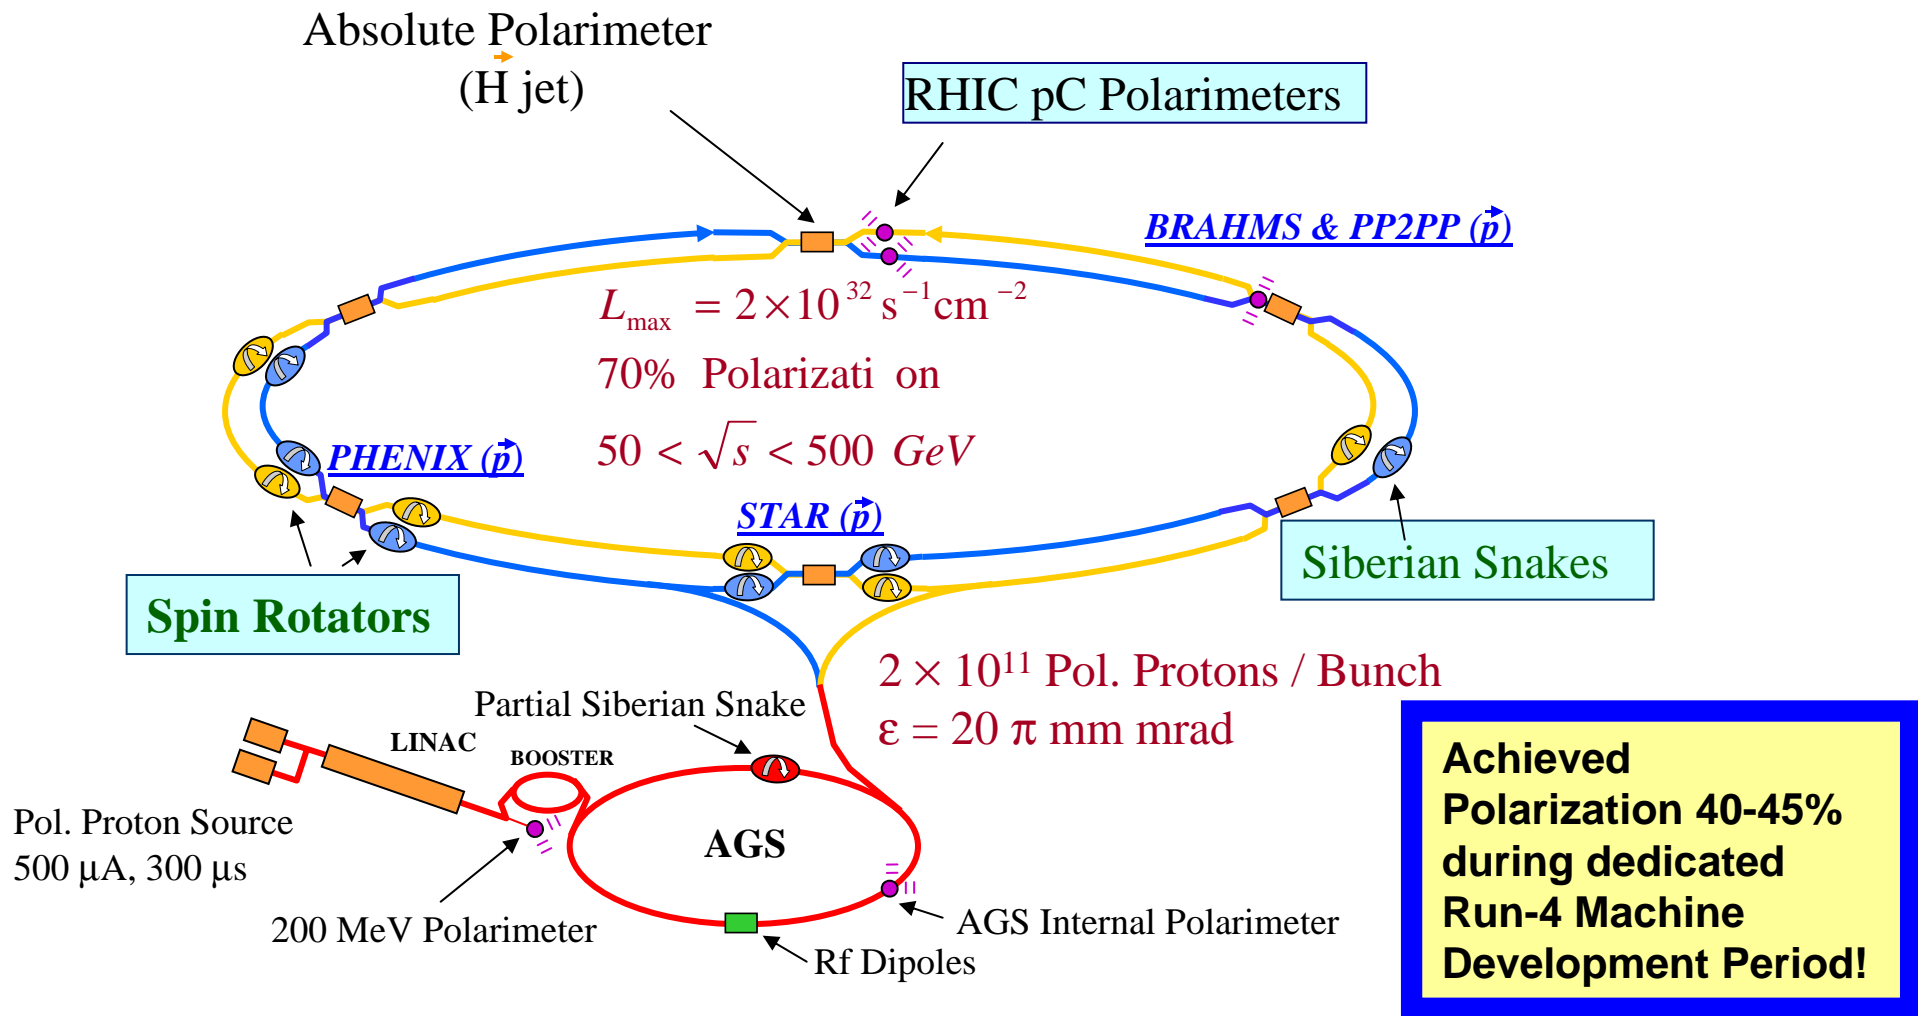 Absolute Polarimeter
(H jet)
RHIC pC Polarimeters
BRAHMS & PP2PP (p)
L max = 2×10 32 s −1 cm −2
70% Polarizati on
50 < √s < 500 GeV
PHENIX (p)
STAR (p)
Siberian Snakes
Spin Rotators
2 × 10¹¹ Pol. Protons / Bunch
ε = 20 π mm mrad
Partial Siberian Snake
LINAC
BOOSTER
Pol. Proton Source
500 μA, 300 μs
AGS
200 MeV Polarimeter
AGS Internal Polarimeter
Rf Dipoles
Achieved
Polarization 40-45%
during dedicated
Run-4 Machine
Development Period!